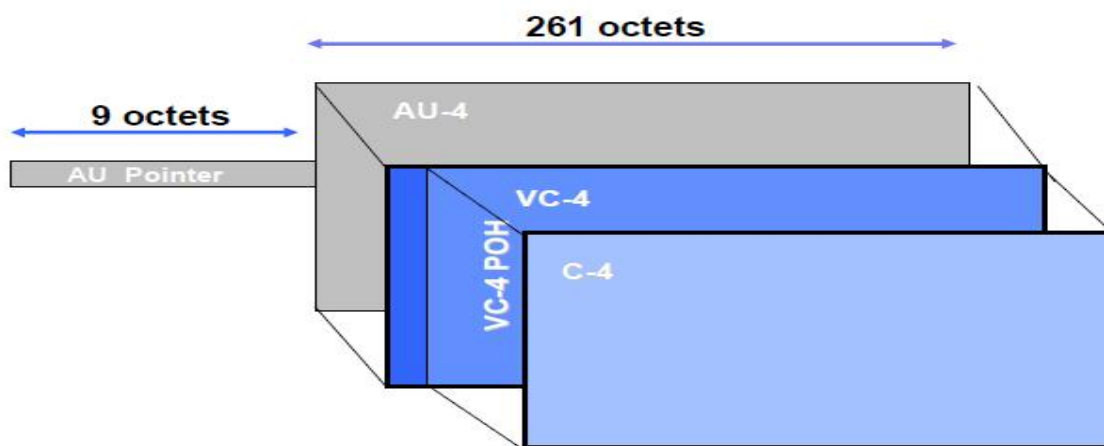 261 octets
9 octets
AU-4
AU Pointer
VC-4
VC-4 POH
C-4